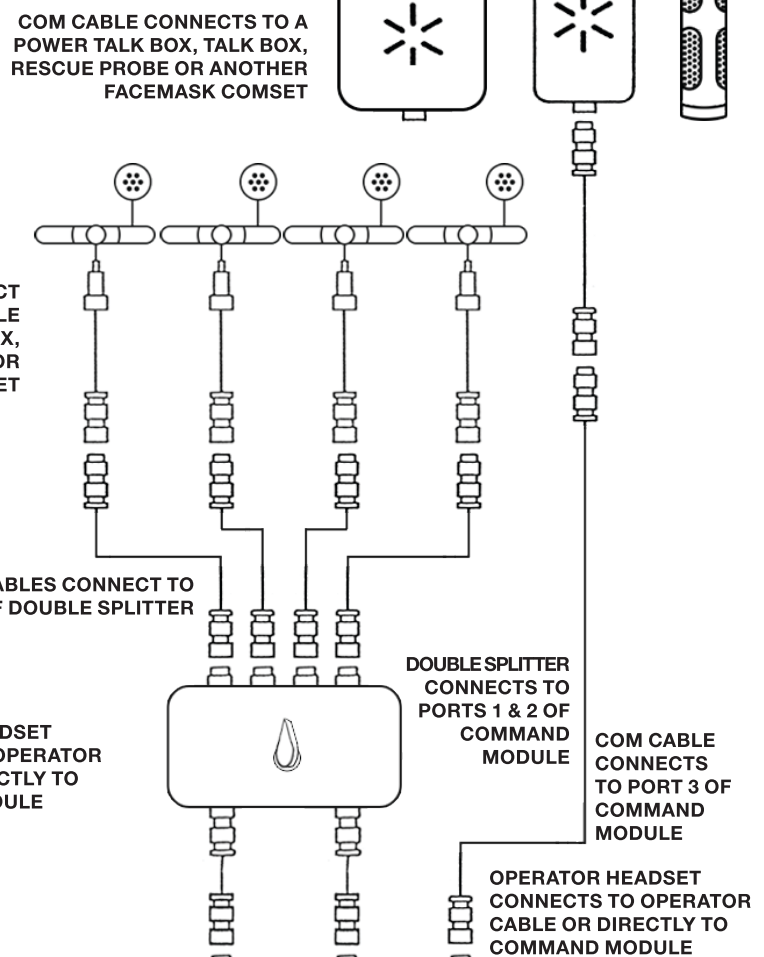 COM CABLE CONNECTS TO A
POWER TALK BOX, TALK BOX,
RESCUE PROBE OR ANOTHER
FACEMASK COMSET
CT
LE
X,
OR
ET
ABLES CONNECT TO
F DOUBLE SPLITTER
DOUBLE SPLITTER
CONNECTS TO
PORTS 1 & 2 OF
COMMAND
MODULE
DSET
OPERATOR
CTLY TO
DULE
COM CABLE
CONNECTS
TO PORT 3 OF
COMMAND
MODULE
OPERATOR HEADSET
CONNECTS TO OPERATOR
CABLE OR DIRECTLY TO
COMMAND MODULE